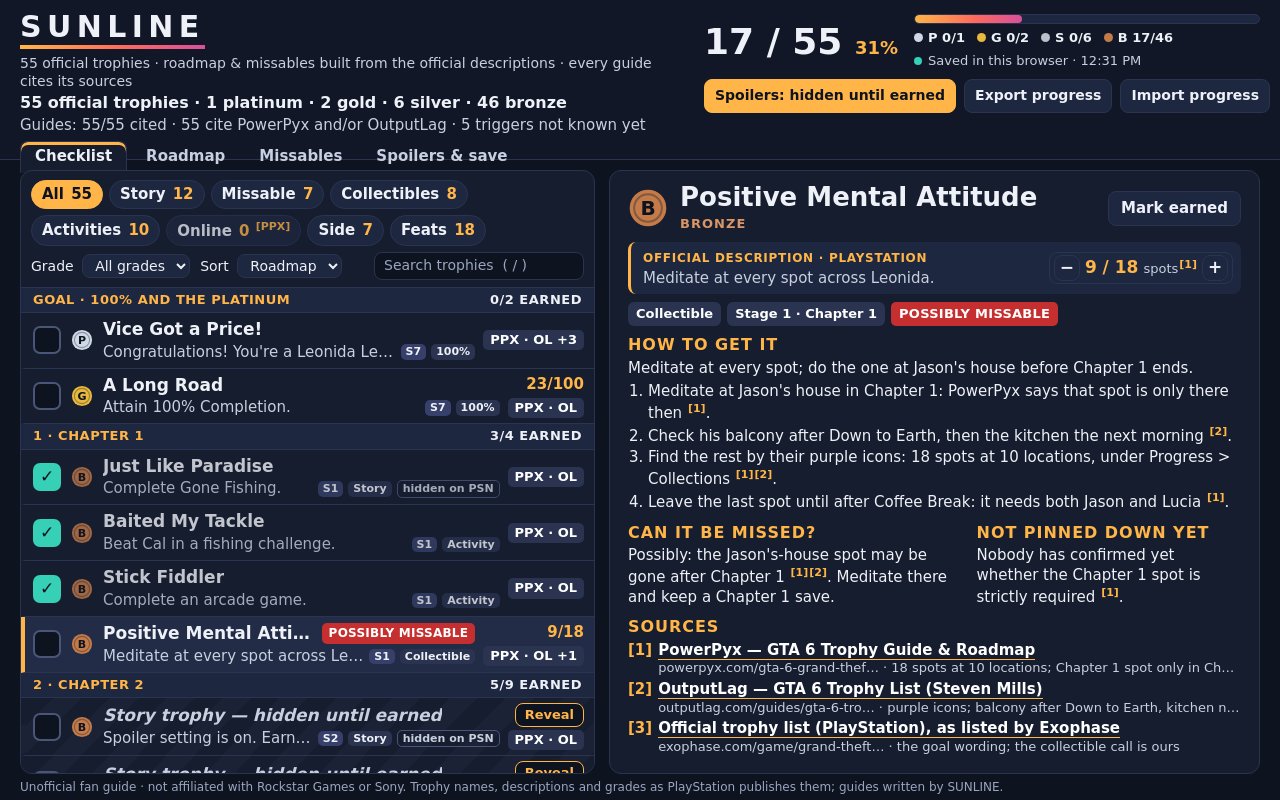 SUNLINE
55 official trophies · roadmap & missables built from the official descriptions · every guide
cites its sources
55 official trophies · 1 platinum · 2 gold · 6 silver · 46 bronze
Guides: 55/55 cited · 55 cite PowerPyx and/or OutputLag · 5 triggers not known yet
17 / 55 31%
P 0/1 G 0/2 S 0/6 B 17/46
Saved in this browser · 12:31 PM
Spoilers: hidden until earned Export progress Import progress
Checklist Roadmap Missables Spoilers & save
All 55 Story 12 Missable 7 Collectibles 8
Activities 10 Online 0 [PPX] Side 7 Feats 18
Grade All grades Sort Roadmap Search trophies ( / )
GOAL · 100% AND THE PLATINUM 0/2 EARNED
P Vice Got a Price!
Congratulations! You're a Leonida Le... S7 100% PPX · OL +3
G A Long Road 23/100
Attain 100% Completion. S7 100% PPX · OL
1 · CHAPTER 1 3/4 EARNED
✓ B Just Like Paradise
Complete Gone Fishing. S1 Story hidden on PSN PPX · OL
✓ B Baited My Tackle
Beat Cal in a fishing challenge. S1 Activity PPX · OL
✓ B Stick Fiddler
Complete an arcade game. S1 Activity PPX · OL
B Positive Mental Atti... POSSIBLY MISSABLE 9/18
Meditate at every spot across Le... S1 Collectible PPX · OL +1
2 · CHAPTER 2 5/9 EARNED
B Story trophy — hidden until earned Reveal
Spoiler setting is on. Earn... S2 Story hidden on PSN PPX · OL
Story trophy — hidden until earned Reveal
B Positive Mental Attitude Mark earned
BRONZE
OFFICIAL DESCRIPTION · PLAYSTATION
Meditate at every spot across Leonida. − 9 / 18 spots[1] +
Collectible Stage 1 · Chapter 1 POSSIBLY MISSABLE
HOW TO GET IT
Meditate at every spot; do the one at Jason's house before Chapter 1 ends.
1. Meditate at Jason's house in Chapter 1: PowerPyx says that spot is only there
then [1].
2. Check his balcony after Down to Earth, then the kitchen the next morning [2].
3. Find the rest by their purple icons: 18 spots at 10 locations, under Progress >
Collections [1][2].
4. Leave the last spot until after Coffee Break: it needs both Jason and Lucia [1].
CAN IT BE MISSED?
Possibly: the Jason's-house spot may be
gone after Chapter 1 [1][2]. Meditate there
and keep a Chapter 1 save.
NOT PINNED DOWN YET
Nobody has confirmed yet
whether the Chapter 1 spot is
strictly required [1].
SOURCES
[1] PowerPyx — GTA 6 Trophy Guide & Roadmap
powerpyx.com/gta-6-grand-thef... · 18 spots at 10 locations; Chapter 1 spot only in Ch...
[2] OutputLag — GTA 6 Trophy List (Steven Mills)
outputlag.com/guides/gta-6-tro... · purple icons; balcony after Down to Earth, kitchen n...
[3] Official trophy list (PlayStation), as listed by Exophase
exophase.com/game/grand-theft... · the goal wording; the collectible call is ours
Unofficial fan guide · not affiliated with Rockstar Games or Sony. Trophy names, descriptions and grades as PlayStation publishes them; guides written by SUNLINE.